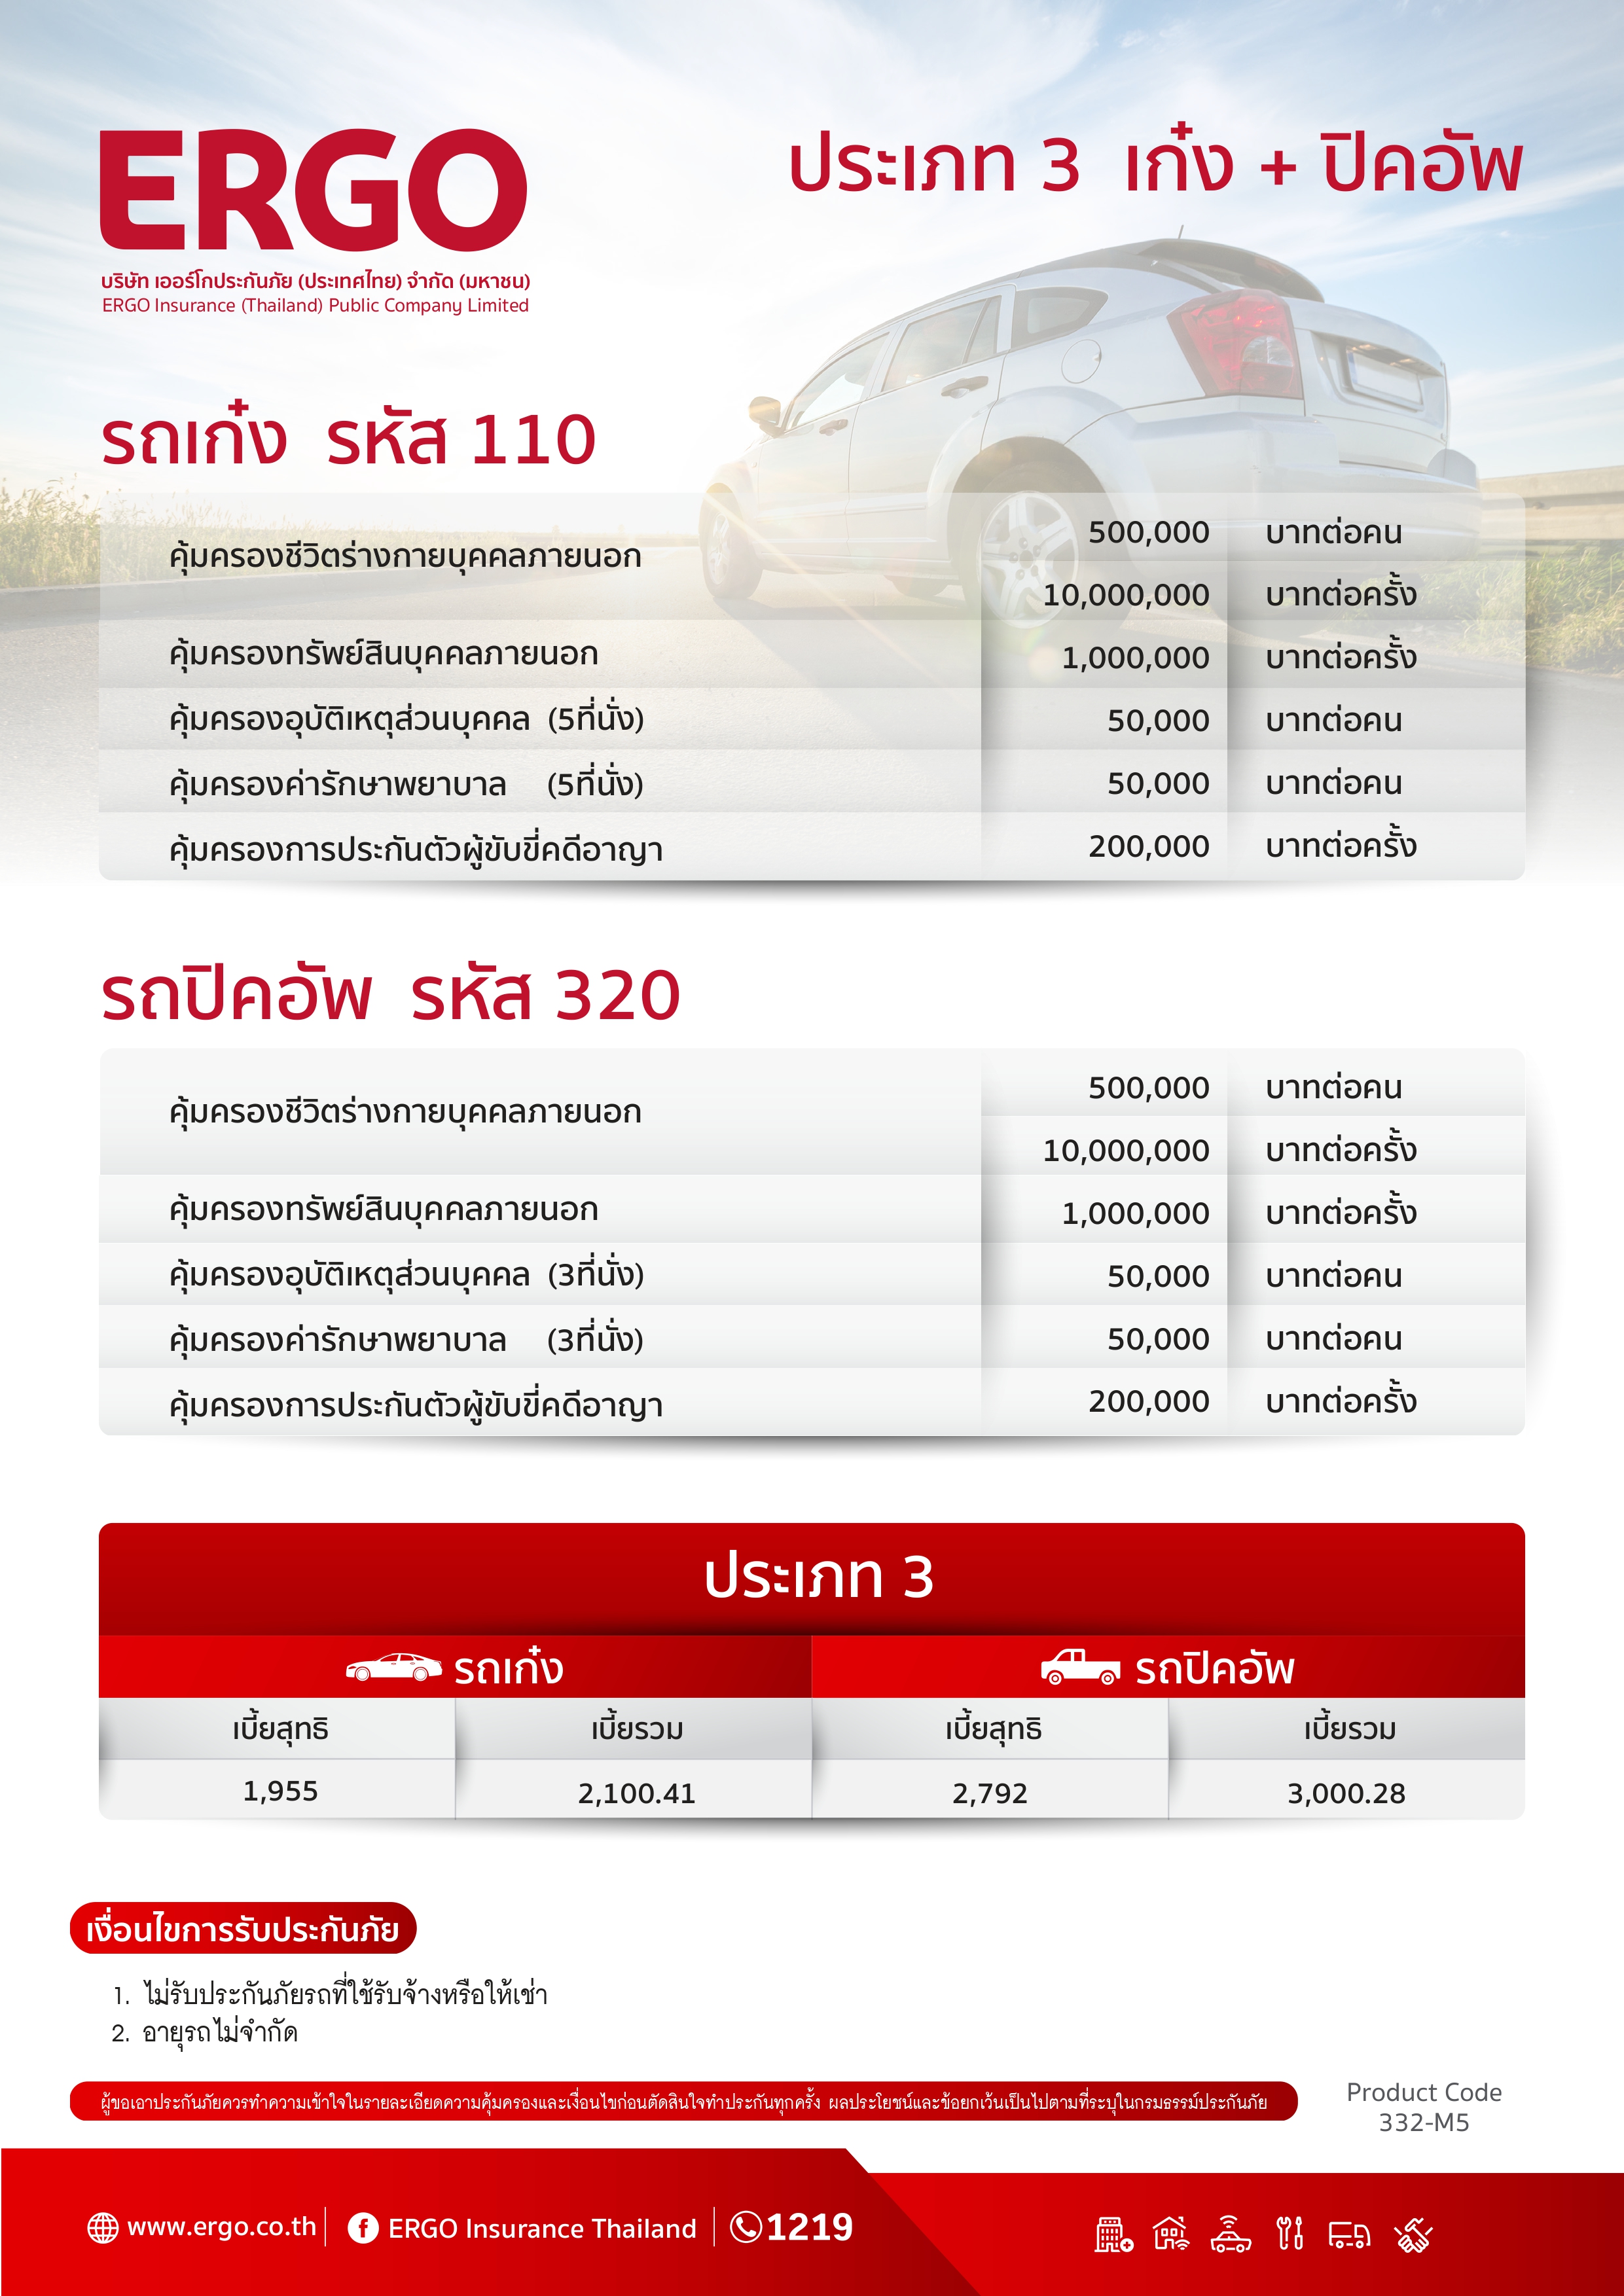 ERGO
บริษัท เออร์โกประกันภัย (ประเทศไทย) จำกัด (มหาชน)
ERGO Insurance (Thailand) Public Company Limited
ประเภท 3 เก๋ง + ปิคอัพ
รถเก๋ง รหัส 110
คุ้มครองชีวิตร่างกายบุคคลภายนอก 500,000 บาทต่อคน
10,000,000 บาทต่อครั้ง
คุ้มครองทรัพย์สินบุคคลภายนอก 1,000,000 บาทต่อครั้ง
คุ้มครองอุบัติเหตุส่วนบุคคล (5ที่นั่ง) 50,000 บาทต่อคน
คุ้มครองค่ารักษาพยาบาล (5ที่นั่ง) 50,000 บาทต่อคน
คุ้มครองการประกันตัวผู้ขับขี่คดีอาญา 200,000 บาทต่อครั้ง
รถปิคอัพ รหัส 320
คุ้มครองชีวิตร่างกายบุคคลภายนอก 500,000 บาทต่อคน
10,000,000 บาทต่อครั้ง
คุ้มครองทรัพย์สินบุคคลภายนอก 1,000,000 บาทต่อครั้ง
คุ้มครองอุบัติเหตุส่วนบุคคล (3ที่นั่ง) 50,000 บาทต่อคน
คุ้มครองค่ารักษาพยาบาล (3ที่นั่ง) 50,000 บาทต่อคน
คุ้มครองการประกันตัวผู้ขับขี่คดีอาญา 200,000 บาทต่อครั้ง
ประเภท 3
รถเก๋ง รถปิคอัพ
เบี้ยสุทธิ เบี้ยรวม เบี้ยสุทธิ เบี้ยรวม
1,955 2,100.41 2,792 3,000.28
เงื่อนไขการรับประกันภัย
1. ไม่รับประกันภัยรถที่ใช้รับจ้างหรือให้เช่า
2. อายุรถไม่จำกัด
ผู้ขอเอาประกันภัยควรทำความเข้าใจในรายละเอียดความคุ้มครองและเงื่อนไขก่อนตัดสินใจทำประกันทุกครั้ง ผลประโยชน์และข้อยกเว้นเป็นไปตามที่ระบุในกรมธรรม์ประกันภัย
Product Code
332-M5
www.ergo.co.th ERGO Insurance Thailand 1219